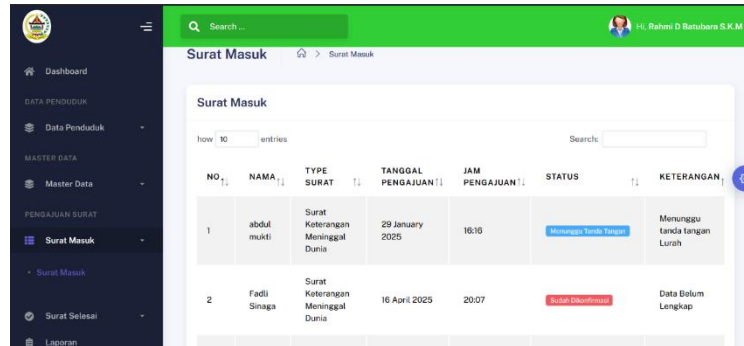 Search ...
Hi, Rahmi D Batubara S.K.M
Dashboard
DATA PENDUDUK
Data Penduduk
MASTER DATA
Master Data
PENGAJUAN SURAT
Surat Masuk
• Surat Masuk
Surat Selesai
Laporan
Surat Masuk > Surat Masuk
Surat Masuk
how 10 entries
Search:
NO NAMA TYPE SURAT TANGGAL PENGAJUAN JAM PENGAJUAN STATUS KETERANGAN
1 abdul mukti Surat Keterangan Meninggal Dunia 29 January 2025 16:16 Menunggu Tanda Tangan Menunggu tanda tangan Lurah
2 Fadli Sinaga Surat Keterangan Meninggal Dunia 16 April 2025 20:07 Sudah Dikonfirmasi Data Belum Lengkap